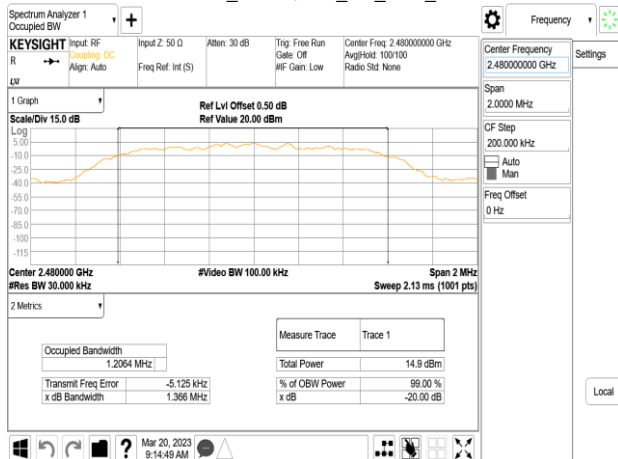 Spectrum Analyzer 1
Occupied BW
KEYSIGHT
R
LXI
Input: RF
Coupling: DC
Align: Auto
Input Z: 50 Ω
Freq Ref: Int (S)
Atten: 30 dB
Trig: Free Run
Gate: Off
#IF Gain: Low
Center Freq: 2.480000000 GHz
Avg|Hold: 100/100
Radio Std: None
1 Graph
Scale/Div 15.0 dB
Ref Lvl Offset 0.50 dB
Ref Value 20.00 dBm
Log
5.00
-10.0
-25.0
-40.0
-55.0
-70.0
-85.0
-100
-115
Center 2.480000 GHz
#Res BW 30.000 kHz
#Video BW 100.00 kHz
Span 2 MHz
Sweep 2.13 ms (1001 pts)
2 Metrics
Occupied Bandwidth
1.2064 MHz
Transmit Freq Error -5.125 kHz
x dB Bandwidth 1.366 MHz
Measure Trace Trace 1
Total Power 14.9 dBm
% of OBW Power 99.00 %
x dB -20.00 dB
Mar 20, 2023
9:14:49 AM
Frequency
Center Frequency
2.480000000 GHz
Span
2.0000 MHz
CF Step
200.000 kHz
Auto
Man
Freq Offset
0 Hz
Settings
Local